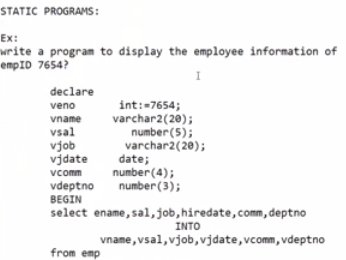 STATIC PROGRAMS:
Ex:
write a program to display the employee information of
empID 7654?
declare
veno int:=7654;
vname varchar2(20);
vsal number(5);
vjob varchar2(20);
vjdate date;
vcomm number(4);
vdeptno number(3);
BEGIN
select ename,sal,job,hiredate,comm,deptno
INTO
vname,vsal,vjob,vjdate,vcomm,vdeptno
from emp